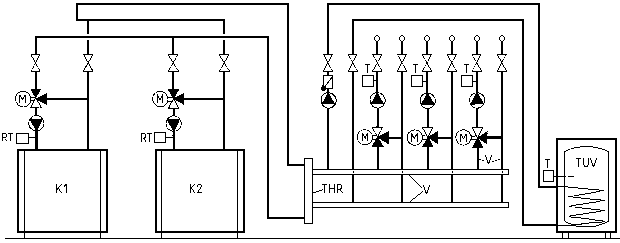 T T T
M M
M M M
RT RT
T
TUV
V
K1 K2
THR V